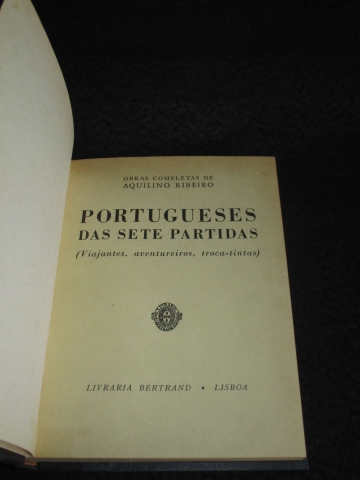 OBRAS COMPLETAS DE
AQUILINO RIBEIRO
PORTUGUESES
DAS SETE PARTIDAS
(Viajantes, aventureiros, troca-tintas)
LIVRARIA BERTRAND • LISBOA